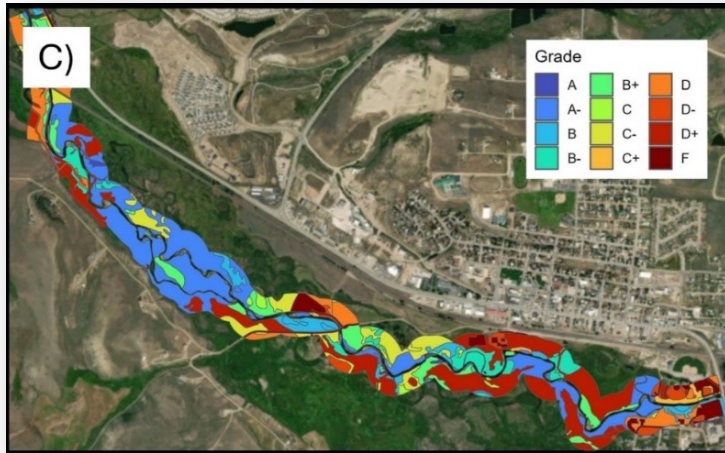 C)
Grade
A B+ D
A- C D-
B C- D+
B- C+ F